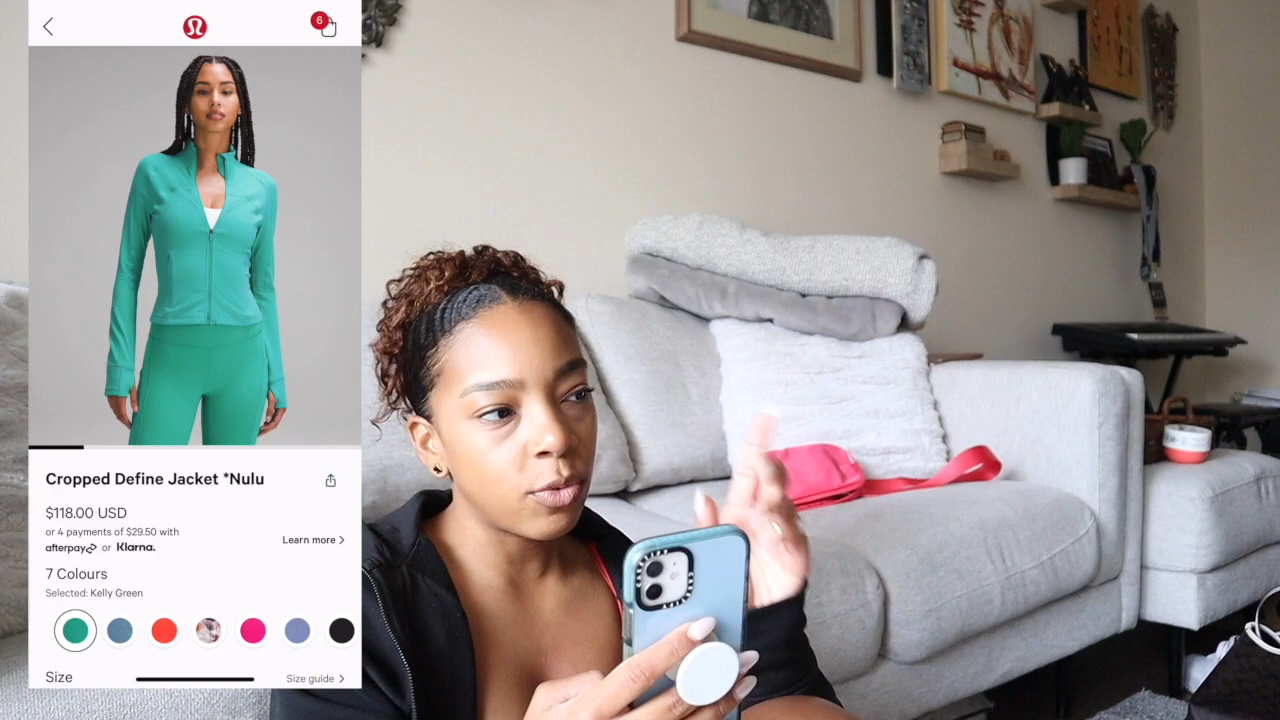 6
Cropped Define Jacket *Nulu
$118.00 USD
or 4 payments of $29.50 with
afterpay or Klarna.
Learn more >
7 Colours
Selected: Kelly Green
Size
Size guide >
CASETiFY